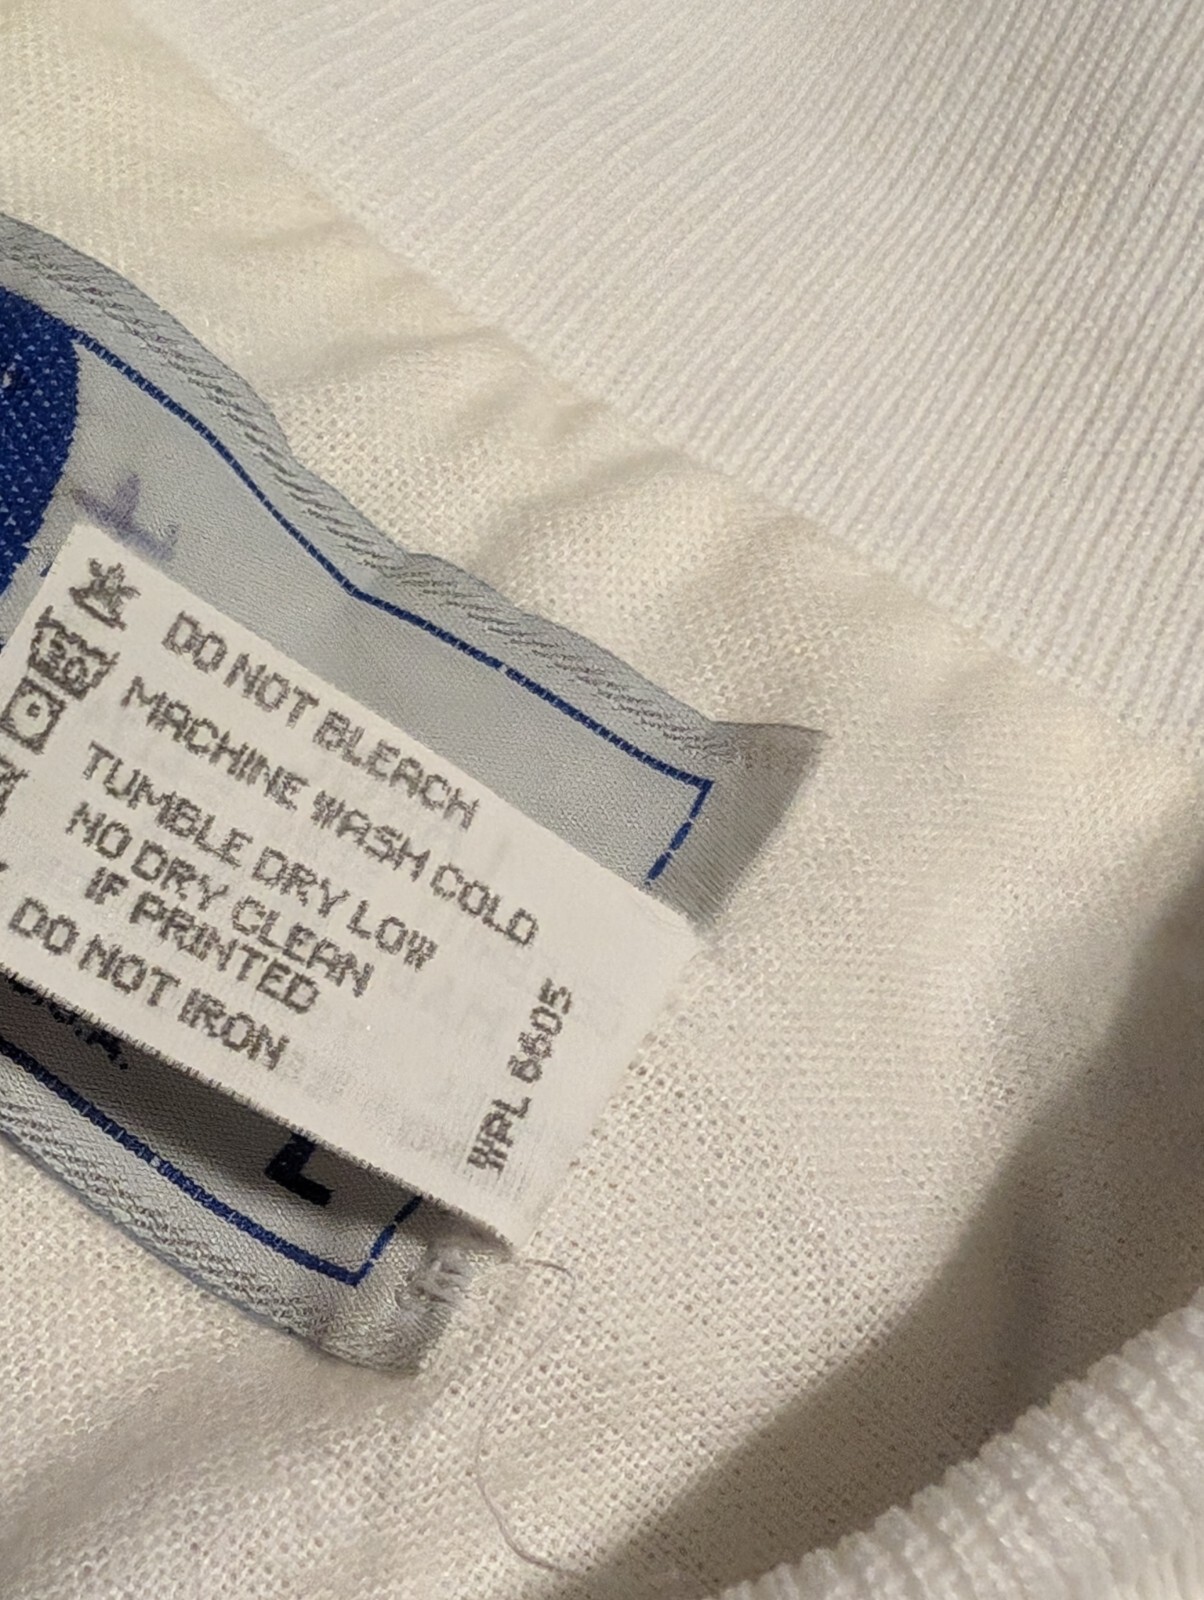 DO NOT BLEACH
MACHINE WASH COLD
TUMBLE DRY LOW
NO DRY CLEAN
IF PRINTED
DO NOT IRON
WPL 6605
L